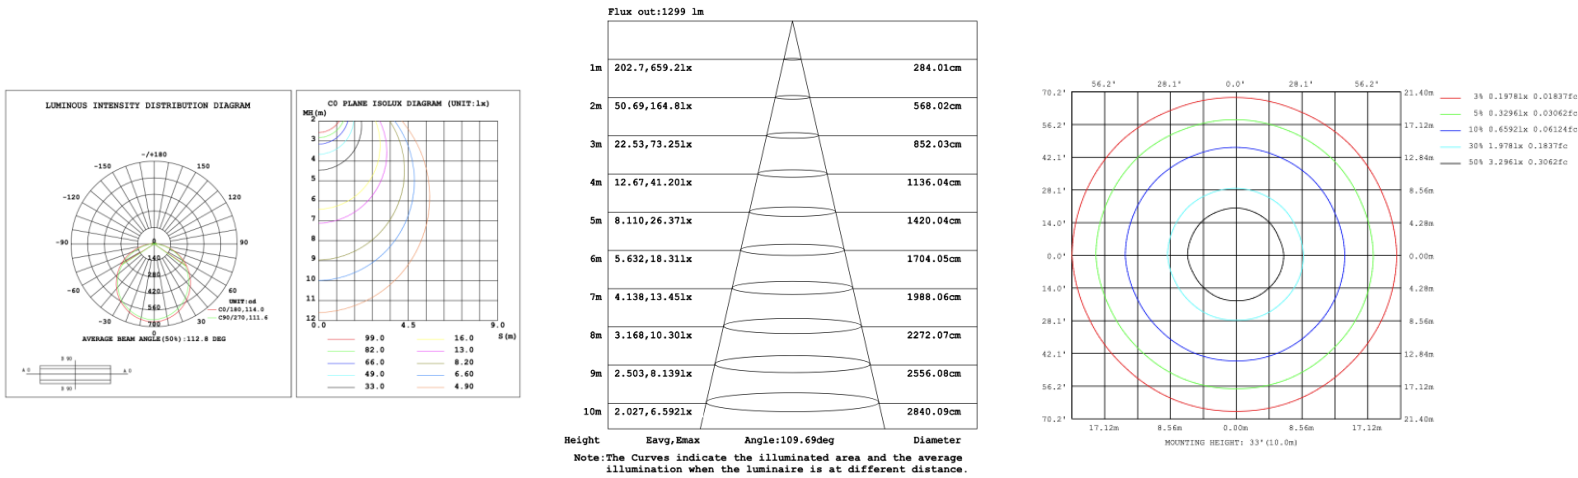 LUMINOUS INTENSITY DISTRIBUTION DIAGRAM
-/+180
-150
150
-120
120
-90
90
-60
60
-30
30
0
0
140
280
420
560
700
UNIT:cd
C0/180,114.0
C90/270,111.6
AVERAGE BEAM ANGLE(50%):112.8 DEG
C0 PLANE ISOLUX DIAGRAM (UNIT:lx)
MH(m)
2
3
4
5
6
7
8
9
10
11
12
0.0
4.5
9.0
S(m)
99.0
16.0
82.0
13.0
66.0
8.20
49.0
6.60
33.0
4.90
Flux out:1299 lm
1m 202.7,659.2lx 284.01cm
2m 50.69,164.8lx 568.02cm
3m 22.53,73.25lx 852.03cm
4m 12.67,41.20lx 1136.04cm
5m 8.110,26.37lx 1420.04cm
6m 5.632,18.31lx 1704.05cm
7m 4.138,13.45lx 1988.06cm
8m 3.168,10.30lx 2272.07cm
9m 2.503,8.139lx 2556.08cm
10m 2.027,6.592lx 2840.09cm
Height Eavg,Emax Angle:109.69deg Diameter
Note:The Curves indicate the illuminated area and the average
illumination when the luminaire is at different distance.
56.2' 28.1' 0.0' 28.1' 56.2'
70.2' 21.40m
56.2' 17.12m
42.1' 12.84m
28.1' 8.56m
14.0' 4.28m
0.0' 0.00m
14.0' 4.28m
28.1' 8.56m
42.1' 12.84m
56.2' 17.12m
70.2' 21.40m
17.12m 8.56m 0.00m 8.56m 17.12m
MOUNTING HEIGHT: 33'(10.0m)
3% 0.1978lx 0.01837fc
5% 0.3296lx 0.03062fc
10% 0.6592lx 0.06124fc
30% 1.978lx 0.1837fc
50% 3.296lx 0.3062fc